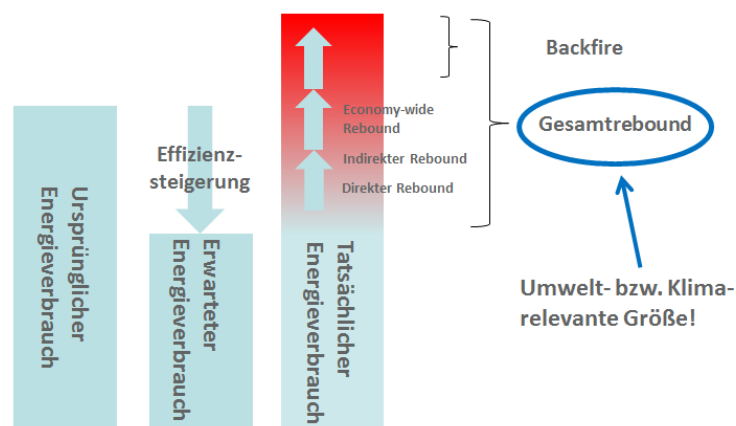 Ursprünglicher
Energieverbrauch
Effizienz-
steigerung
Erwarteter
Energieverbrauch
Economy-wide
Rebound
Indirekter Rebound
Direkter Rebound
Tatsächlicher
Energieverbrauch
Backfire
Gesamtrebound
Umwelt- bzw. Klima-
relevante Größe!